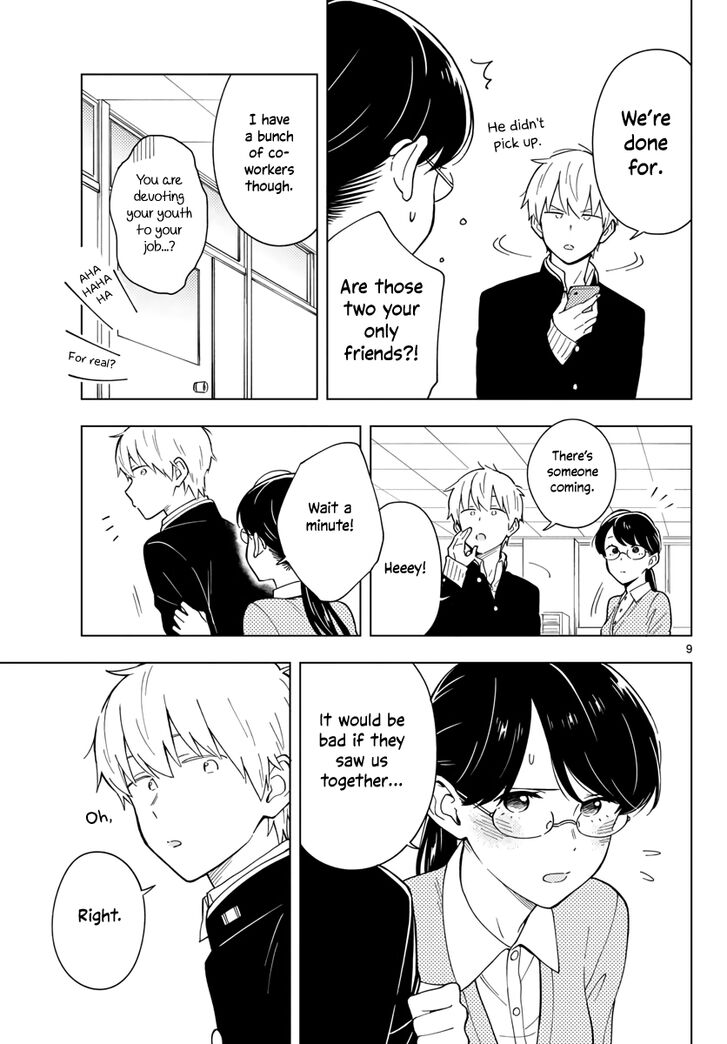 We're
done
for.
He didn't
pick up.
Are those
two your
only
friends?!
I have
a bunch
of co-
workers
though.
You are
devoting
your youth
to your
job...?
AHA
HAHA
HA
For real?
There's
someone
coming.
Heeey!
Wait a
minute!
9
It would be
bad if they
saw us
together...
Oh,
Right.